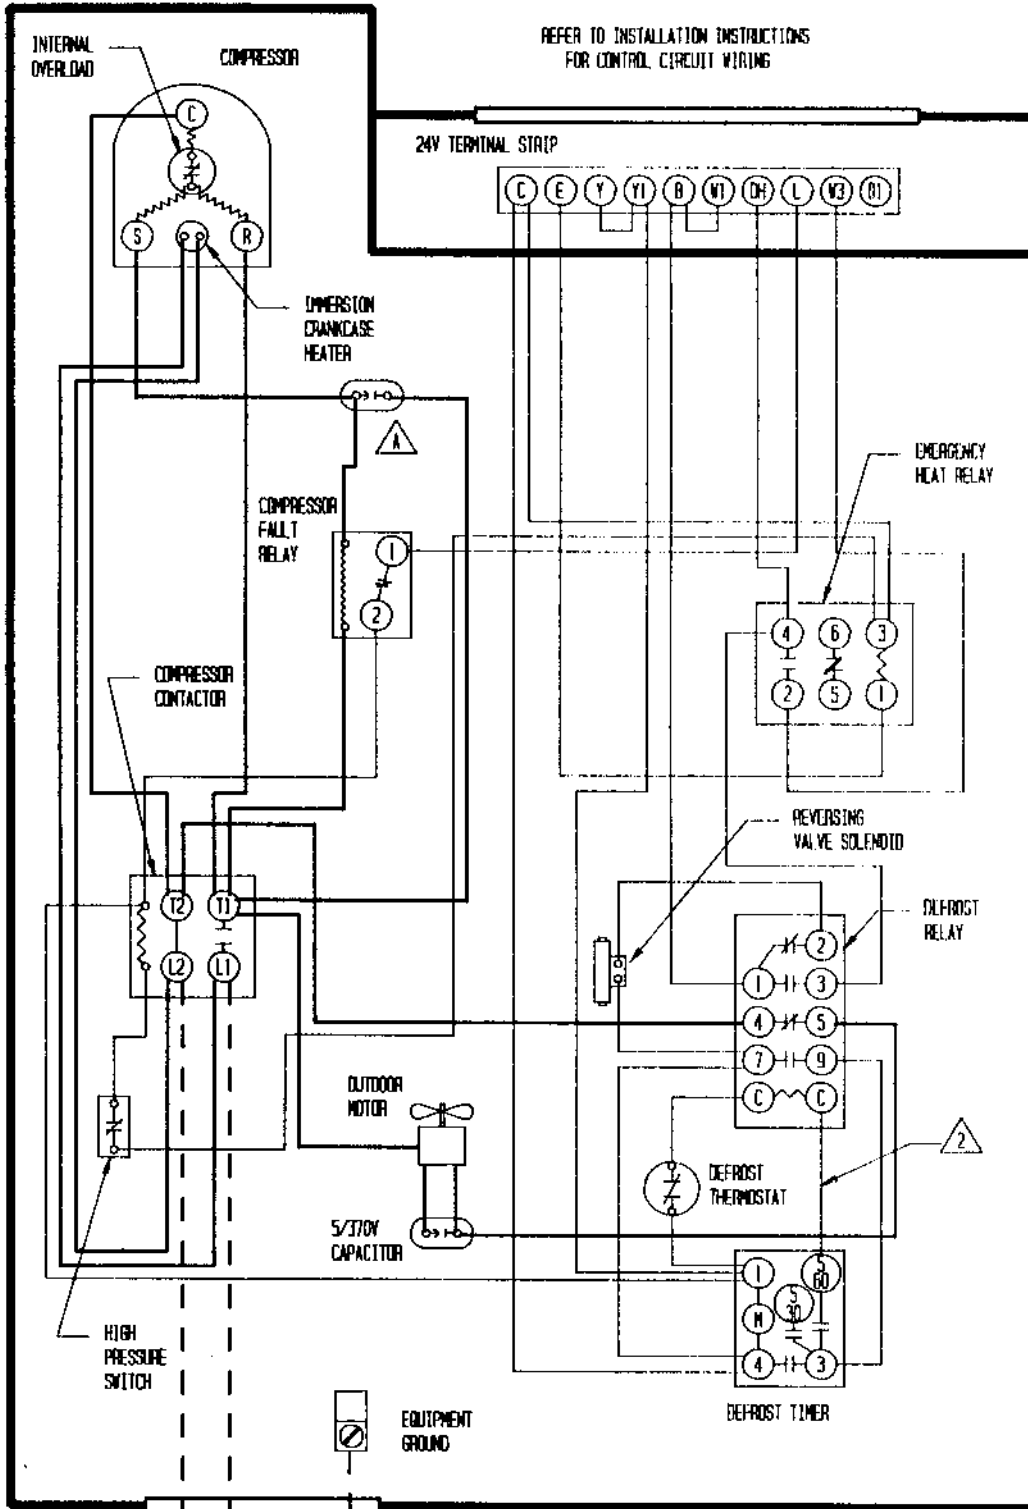 REFER TO INSTALLATION INSTRUCTIONS
FOR CONTROL CIRCUIT WIRING
INTERNAL
OVERLOAD
COMPRESSOR
C
S
R
IMMERSION
CRANKCASE
HEATER
24V TERMINAL STRIP
C E Y Y1 B W1 DH L W3
A
EMERGENCY
HEAT RELAY
COMPRESSOR
FAULT
RELAY
1
2
4 6 3
2 5 1
COMPRESSOR
CONTACTOR
T2 T1
L2 L1
REVERSING
VALVE SOLENOID
DEFROST
RELAY
2
1 3
4 5
7 9
C C
OUTDOOR
MOTOR
2
DEFROST
THERMOSTAT
5/370V
CAPACITOR
1
S
60
S
30
M
4 3
DEFROST TIMER
HIGH
PRESSURE
SWITCH
EQUIPMENT
GROUND